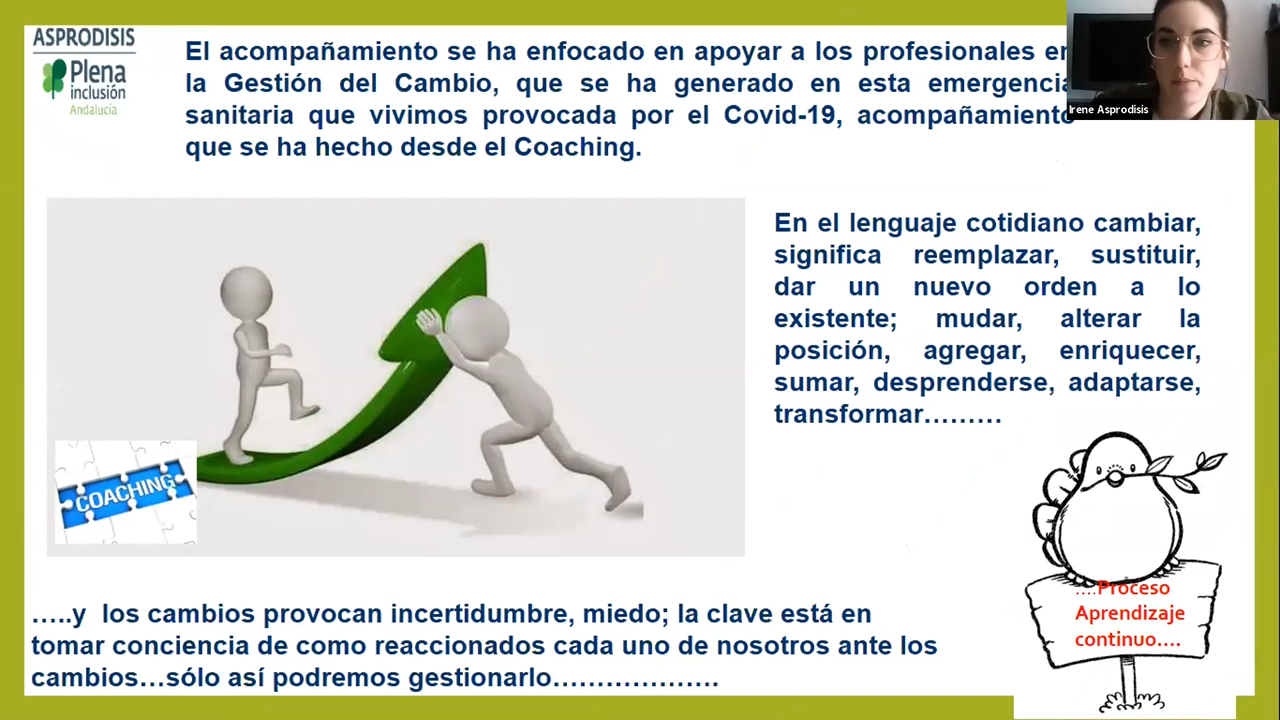 ASPRODISIS
Plena
inclusión
Andalucía
El acompañamiento se ha enfocado en apoyar a los profesionales en
la Gestión del Cambio, que se ha generado en esta emergencia
sanitaria que vivimos provocada por el Covid-19, acompañamiento
que se ha hecho desde el Coaching.
Irene Asprodisis
En el lenguaje cotidiano cambiar,
significa reemplazar, sustituir,
dar un nuevo orden a lo
existente; mudar, alterar la
posición, agregar, enriquecer,
sumar, desprenderse, adaptarse,
transformar………
COACHING
….Proceso
Aprendizaje
continuo….
…..y los cambios provocan incertidumbre, miedo; la clave está en
tomar conciencia de como reaccionados cada uno de nosotros ante los
cambios…sólo así podremos gestionarlo……………….